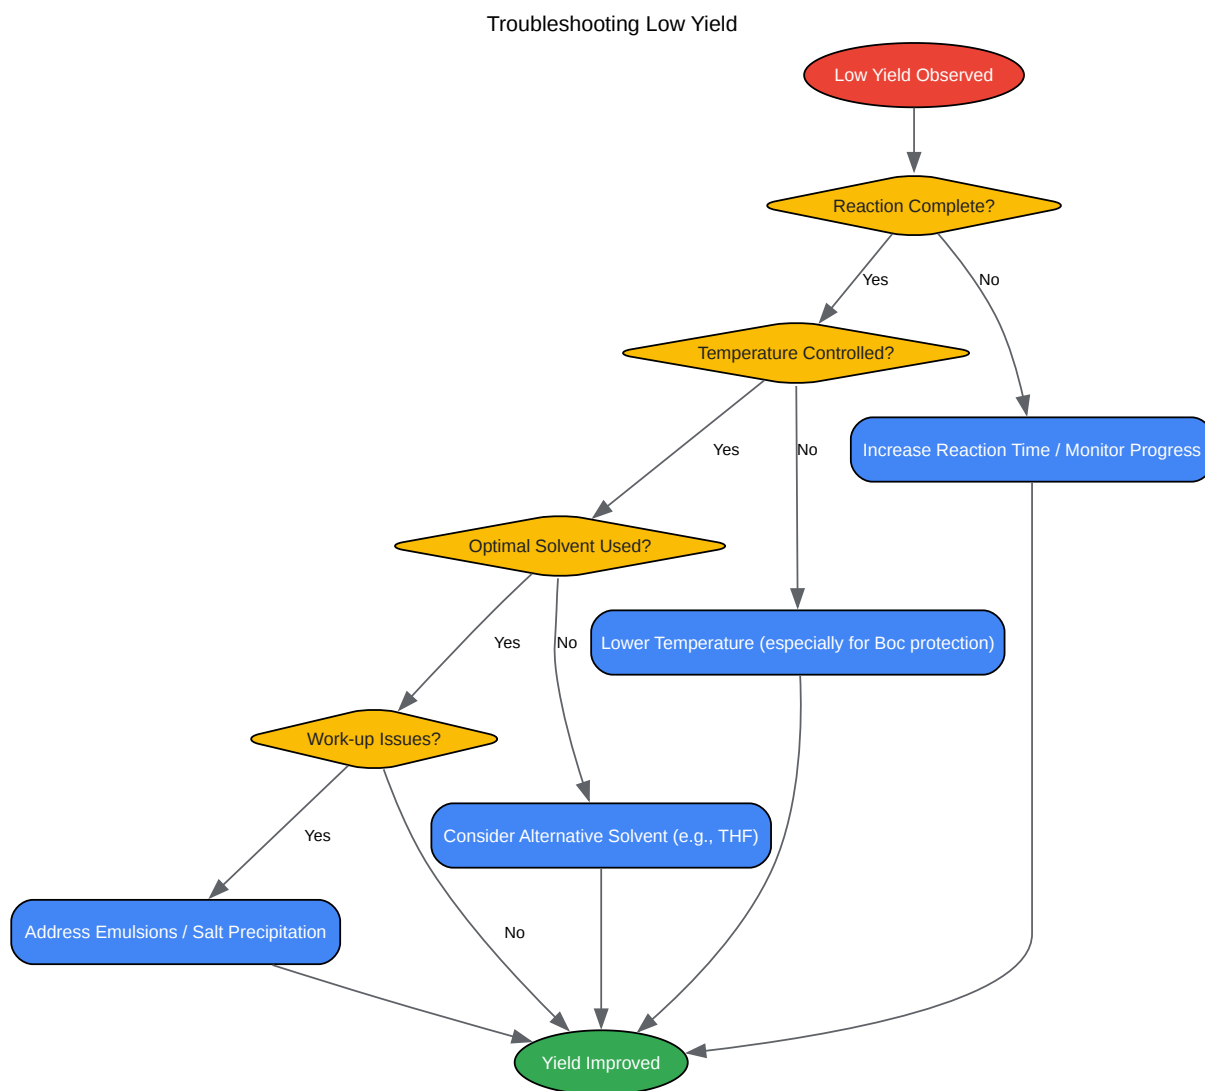 Troubleshooting Low Yield
Low Yield Observed
Reaction Complete?
Yes
No
Temperature Controlled?
Yes
No
Increase Reaction Time / Monitor Progress
Optimal Solvent Used?
Yes
No
Lower Temperature (especially for Boc protection)
Work-up Issues?
Yes
No
Consider Alternative Solvent (e.g., THF)
Address Emulsions / Salt Precipitation
Yield Improved